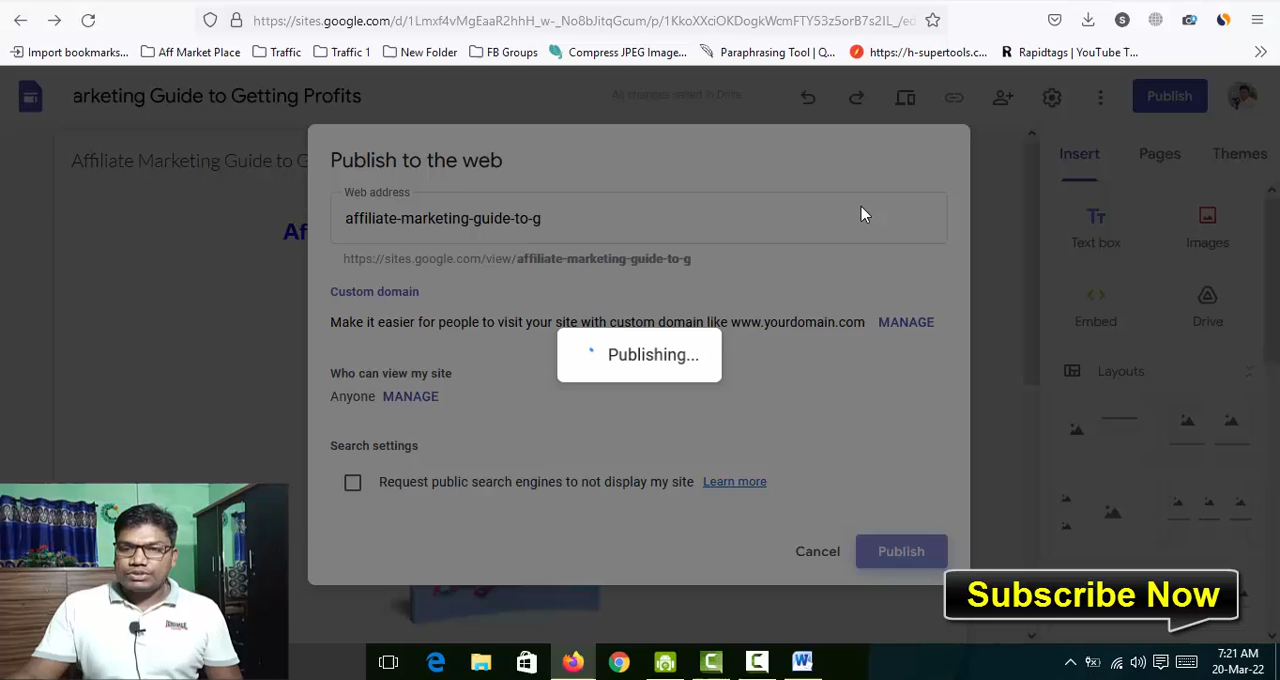 https://sites.google.com/d/1Lmxf4vMgEaaR2hhH_w-_No8bJitqGcum/p/1KkoXXciOKDogkWcmFTY53z5orB7s2IL_/ed
Import bookmarks...
Aff Market Place
Traffic
Traffic 1
New Folder
FB Groups
Compress JPEG Image...
Paraphrasing Tool | Q...
https://h-supertools.c...
Rapidtags | YouTube T...
arketing Guide to Getting Profits
All changes saved in Drive
Publish
Affiliate Marketing Guide to G
Af
Insert
Pages
Themes
Text box
Images
Embed
Drive
Layouts
Publish to the web
Web address
affiliate-marketing-guide-to-g
https://sites.google.com/view/affiliate-marketing-guide-to-g
Custom domain
Make it easier for people to visit your site with custom domain like www.yourdomain.com MANAGE
Publishing...
Who can view my site
Anyone MANAGE
Search settings
Request public search engines to not display my site Learn more
Cancel
Publish
Subscribe Now
7:21 AM
20-Mar-22